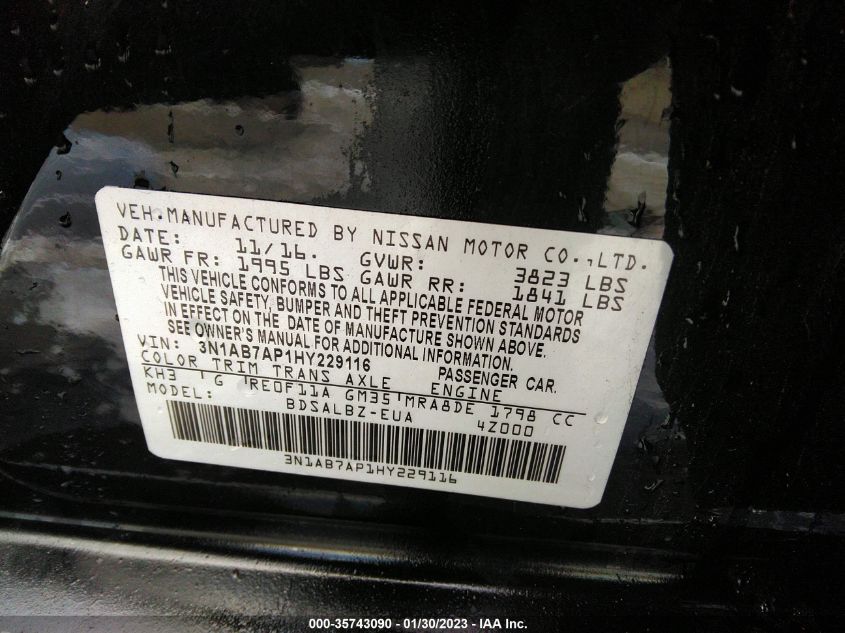 VEH.MANUFACTURED BY NISSAN MOTOR CO.,LTD.
DATE: 11/16. GVWR: 3823 LBS
GAWR FR: 1995 LBS GAWR RR: 1841 LBS
THIS VEHICLE CONFORMS TO ALL APPLICABLE FEDERAL MOTOR
VEHICLE SAFETY, BUMPER AND THEFT PREVENTION STANDARDS
IN EFFECT ON THE DATE OF MANUFACTURE SHOWN ABOVE.
SEE OWNER'S MANUAL FOR ADDITIONAL INFORMATION.
VIN: 3N1AB7AP1HY229116 PASSENGER CAR.
COLOR TRIM TRANS AXLE ENGINE
KH3 G RE0F11A GM35 MRA8DE 1798 CC
MODEL: BDSALBZ-EUA 4Z000
3N1AB7AP1HY229116
000-35743090 - 01/30/2023 - IAA Inc.